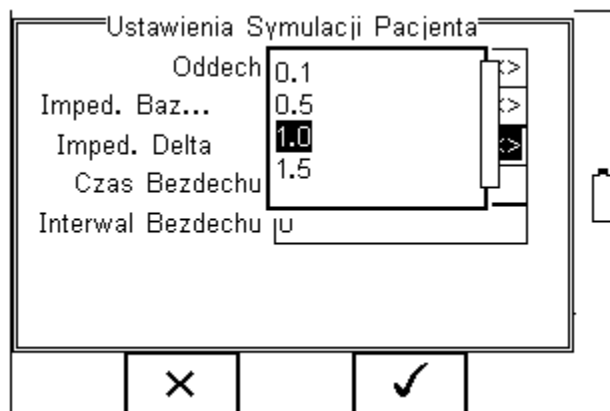 Ustawienia Symulacji Pacjenta
Oddech
0.1
<>
Imped. Baz...
0.5
<>
Imped. Delta
1.0
<>
Czas Bezdechu
1.5
Interwal Bezdechu